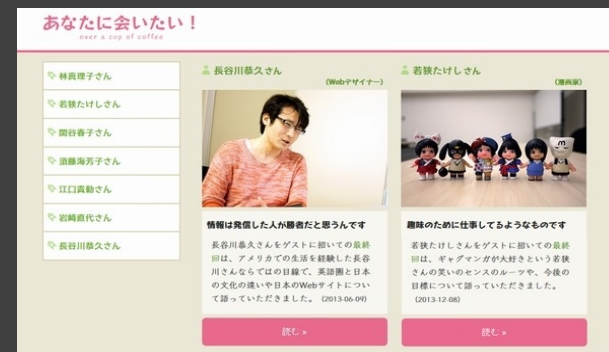 あなたに会いたい！
over a cup of coffee
林真理子さん
若狭たけしさん
関谷春子さん
須藤海芳子さん
江口貴勅さん
岩崎直代さん
長谷川恭久さん
長谷川恭久さん
(Webデザイナー)
情報は発信した人が勝者だと思うんです
長谷川恭久さんをゲストに招いての最終
回は、アメリカでの生活を経験した長谷
川さんならではの目線で、英語圏と日本
の文化の違いや日本のWebサイトについ
て語っていただきました。 (2013-06-09)
読む »
若狭たけしさん
(漫画家)
趣味のために仕事してるようなものです
若狭たけしさんをゲストに招いての最終
回は、ギャグマンガが大好きという若狭
さんの笑いのセンスのルーツや、今後の
目標について語っていただきました。
(2013-12-08)
読む »